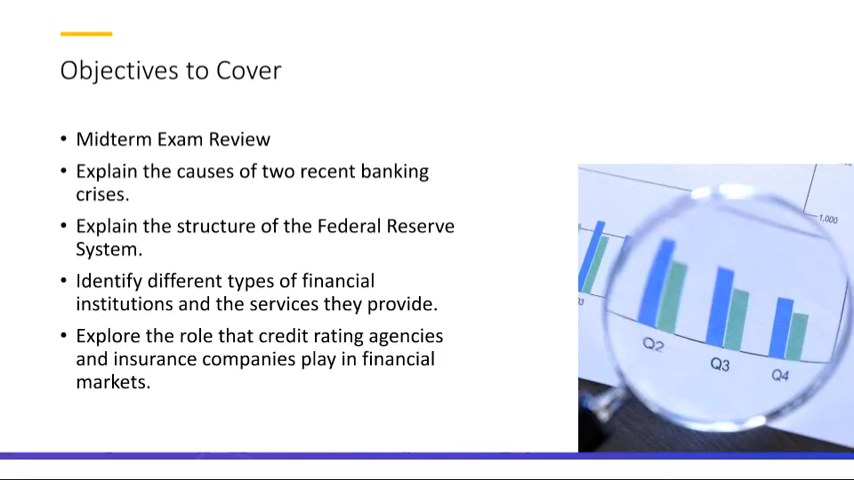 Objectives to Cover
• Midterm Exam Review
• Explain the causes of two recent banking
crises.
• Explain the structure of the Federal Reserve
System.
• Identify different types of financial
institutions and the services they provide.
• Explore the role that credit rating agencies
and insurance companies play in financial
markets.
1,000
Q2
Q3
Q4